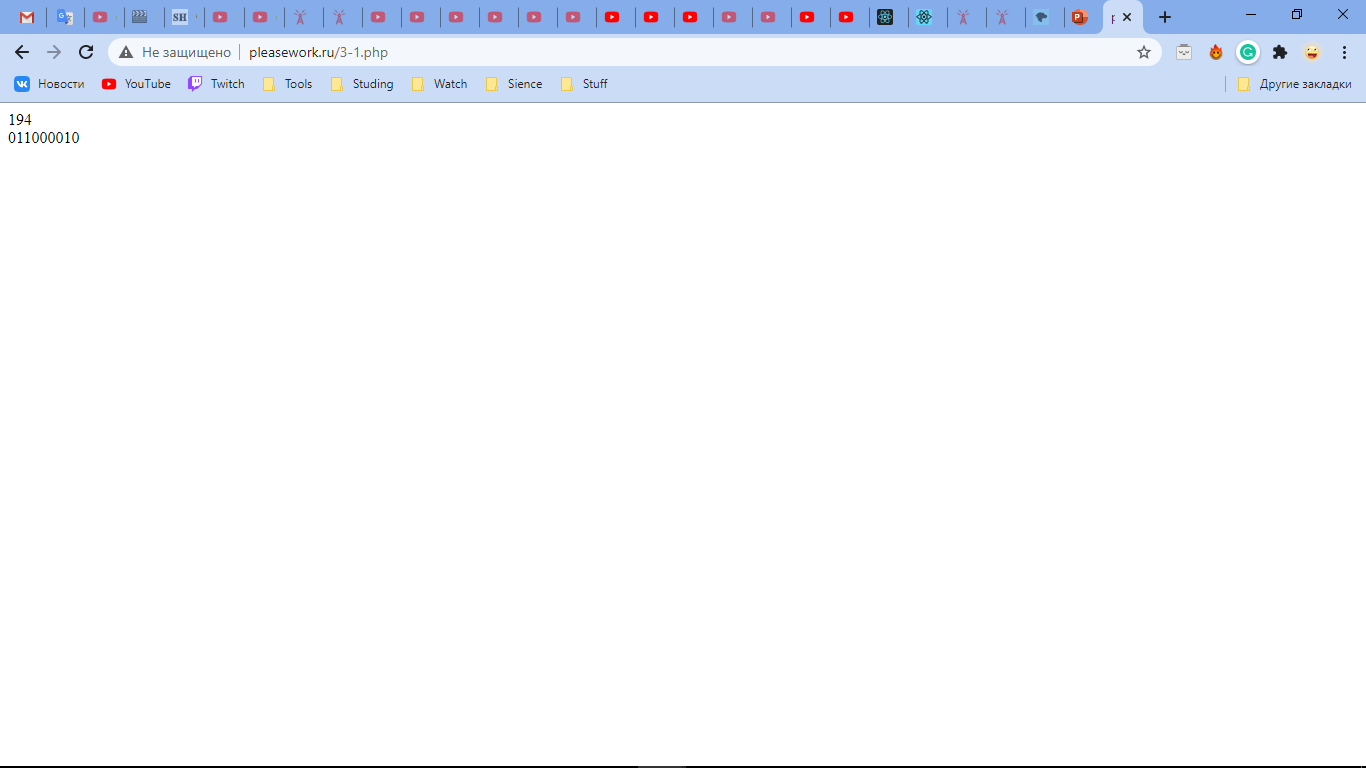 SH
P
Не защищено
pleasework.ru/3-1.php
Новости
YouTube
Twitch
Tools
Studing
Watch
Sience
Stuff
Другие закладки
194
011000010